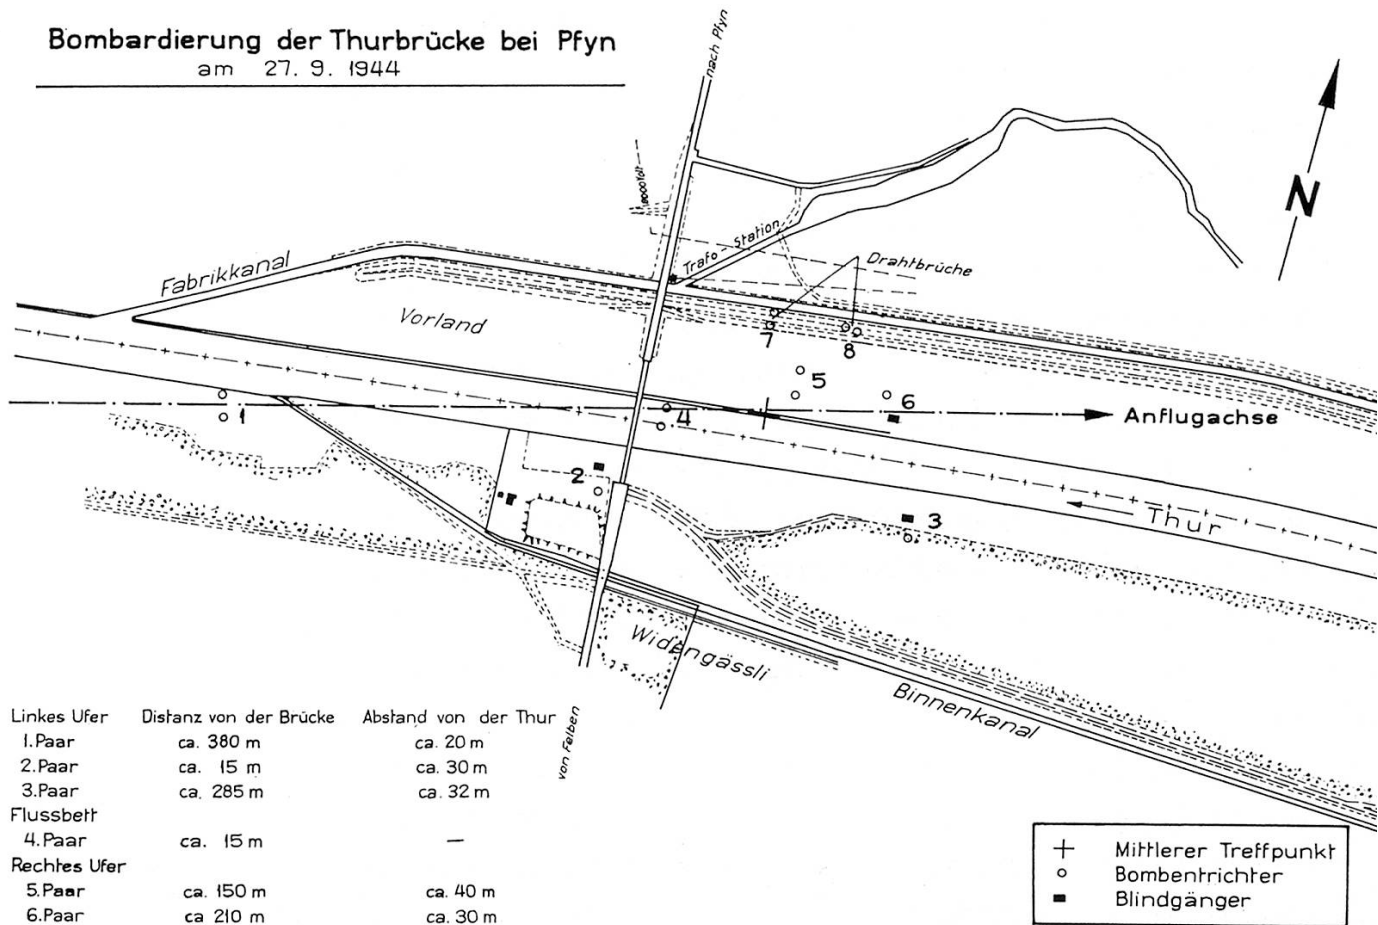 Bombardierung der Thurbrücke bei Pfyn
am 27. 9. 1944
nach Pfyn
N
Trafo - Station
Drahtbrüche
Fabrikkanal
Vorland
7
8
5
6
1
4
Anflugachse
2
3
Thur
Widengässli
Binnenkanal
von Felben
Linkes Ufer Distanz von der Brücke Abstand von der Thur
1.Paar ca. 380 m ca. 20 m
2.Paar ca. 15 m ca. 30 m
3.Paar ca. 285 m ca. 32 m
Flussbett
4.Paar ca. 15 m —
Rechtes Ufer
5.Paar ca. 150 m ca. 40 m
6.Paar ca 210 m ca. 30 m
Mittlerer Treffpunkt
Bombentrichter
Blindgänger